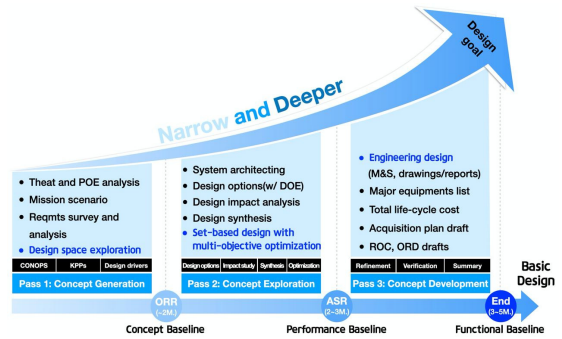 Design
goal
Narrow and Deeper
• Theat and POE analysis
• Mission scenario
• Reqmts survey and
analysis
• Design space exploration
CONOPS KPPs Design drivers
Pass 1: Concept Generation
• System architecting
• Design options(w/ DOE)
• Design impact analysis
• Design synthesis
• Set-based design with
multi-objective optimization
Design options Impact study Synthesis Optimization
Pass 2: Concept Exploration
• Engineering design
(M&S, drawings/reports)
• Major equipments list
• Total life-cycle cost
• Acquisition plan draft
• ROC, ORD drafts
Refinement Verification Summary
Pass 3: Concept Development
Basic
Design
ORR
(~2M.)
ASR
(2~3M.)
End
(3~5M.)
Concept Baseline
Performance Baseline
Functional Baseline